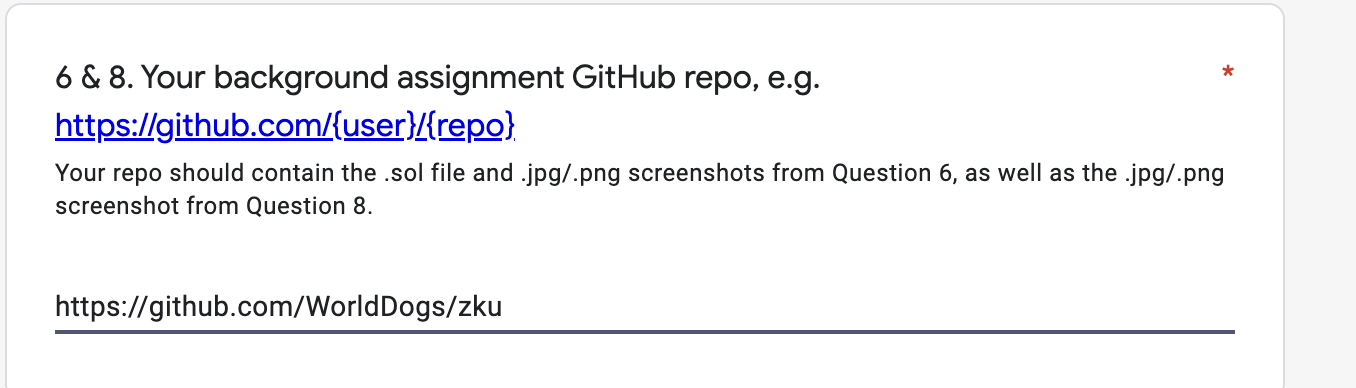 6 & 8. Your background assignment GitHub repo, e.g. *
https://github.com/{user}/{repo}
Your repo should contain the .sol file and .jpg/.png screenshots from Question 6, as well as the .jpg/.png
screenshot from Question 8.
https://github.com/WorldDogs/zku